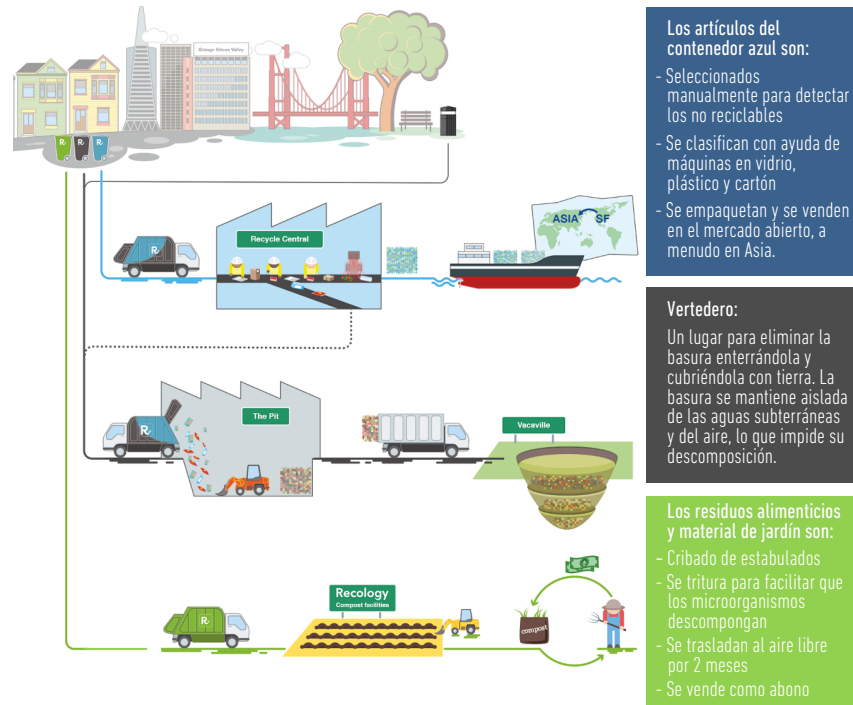 Orange Silicon Valley
R
R
R
Los artículos del
contenedor azul son:
- Seleccionados
manualmente para detectar
los no reciclables
- Se clasifican con ayuda de
máquinas en vidrio,
plástico y cartón
- Se empaquetan y se venden
en el mercado abierto, a
menudo en Asia.
Recycle Central
R
ASIA SF
Vertedero:
Un lugar para eliminar la
basura enterrándola y
cubriéndola con tierra. La
basura se mantiene aislada
de las aguas subterráneas
y del aire, lo que impide su
descomposición.
The Pit
R
Vacaville
Los residuos alimenticios
y material de jardín son:
- Cribado de estabulados
- Se tritura para facilitar que
los microorganismos
descompongan
- Se trasladan al aire libre
por 2 meses
- Se vende como abono
Recology
Compost facilities
R
compost